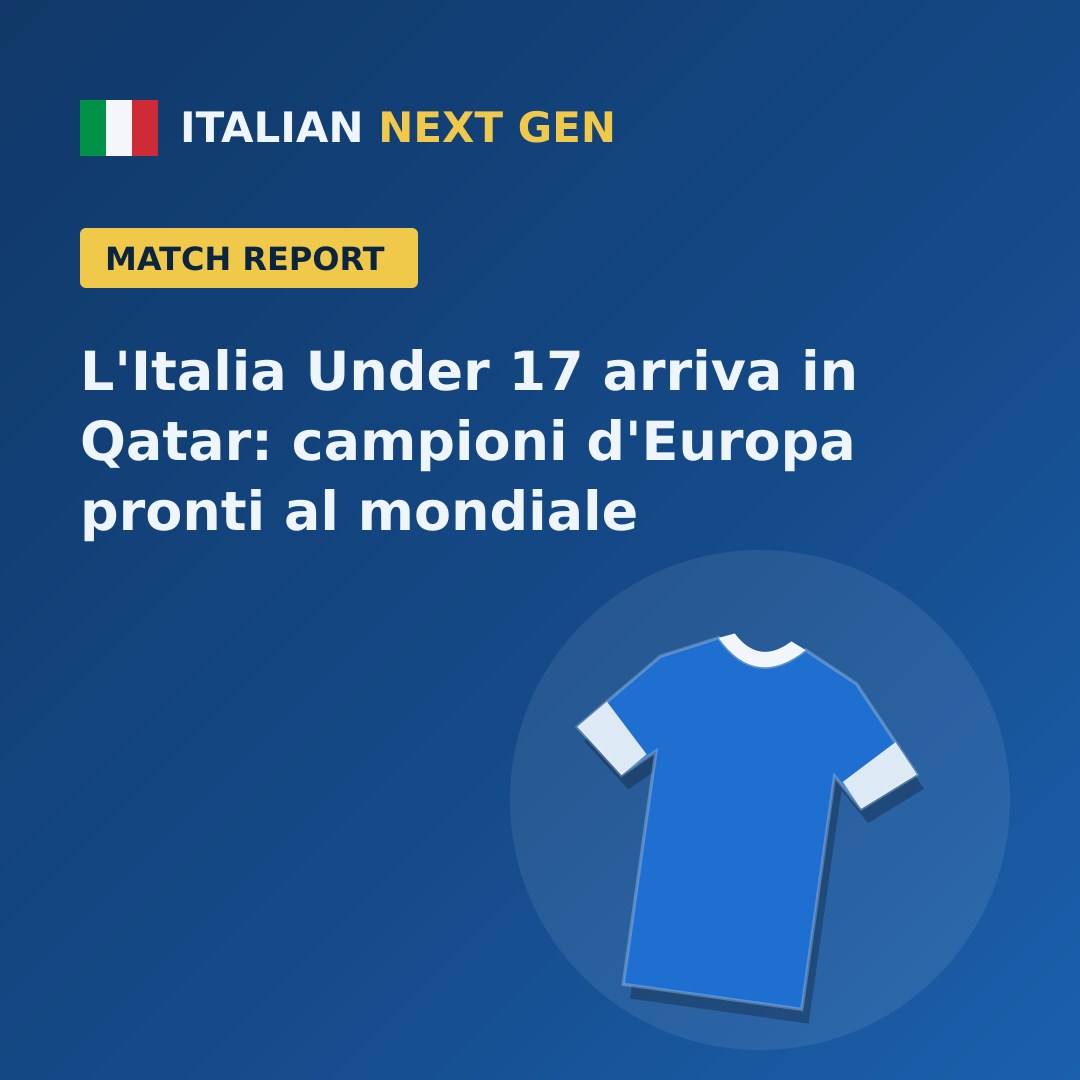 ITALIAN NEXT GEN
MATCH REPORT
L'Italia Under 17 arriva in
Qatar: campioni d'Europa
pronti al mondiale